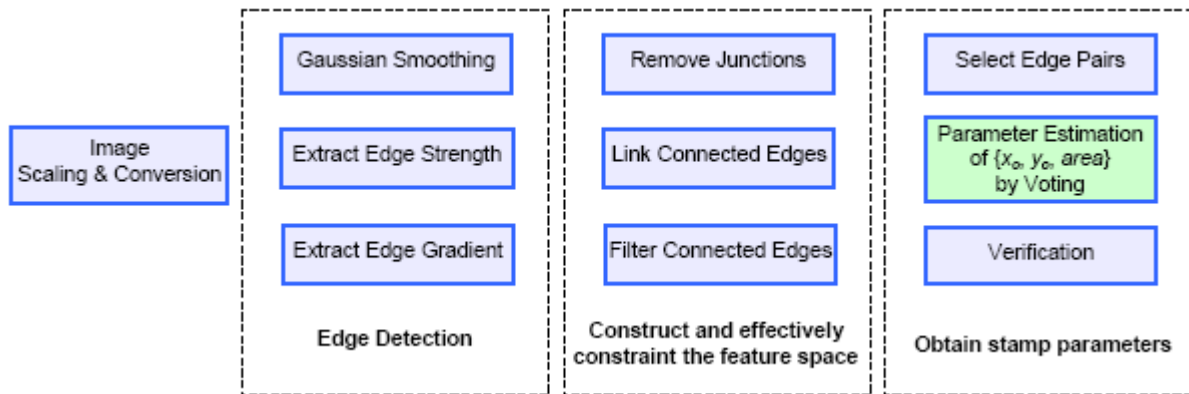 Image
Scaling & Conversion
Gaussian Smoothing
Extract Edge Strength
Extract Edge Gradient
Edge Detection
Remove Junctions
Link Connected Edges
Filter Connected Edges
Construct and effectively
constraint the feature space
Select Edge Pairs
Parameter Estimation
of {xₒ, yₒ, area}
by Voting
Verification
Obtain stamp parameters